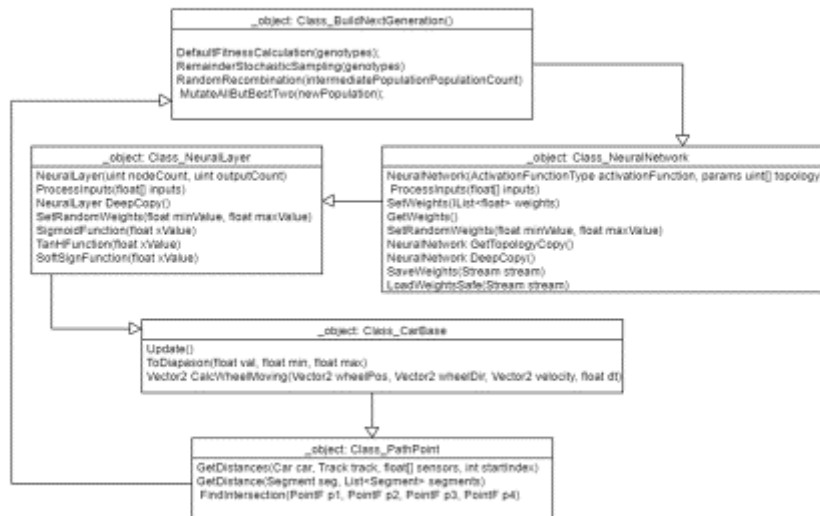 _object: Class_BuildNextGeneration()
DefaultFitnessCalculation(genotypes);
RemainderStochasticSampling(genotypes)
RandomRecombination(intermediatePopulationPopulationCount)
MutateAllButBestTwo(newPopulation);
_object: Class_NeuralLayer
NeuralLayer(uint nodeCount, uint outputCount)
ProcessInputs(float[] inputs)
NeuralLayer DeepCopy()
SetRandomWeights(float minValue, float maxValue)
SigmoidFunction(float xValue)
TanHFunction(float xValue)
SoftSignFunction(float xValue)
_object: Class_NeuralNetwork
NeuralNetwork(ActivationFunctionType activationFunction, params uint[] topology)
ProcessInputs(float[] inputs)
SetWeights(IList<float> weights)
GetWeights()
SetRandomWeights(float minValue, float maxValue)
NeuralNetwork GetTopologyCopy()
NeuralNetwork DeepCopy()
SaveWeights(Stream stream)
LoadWeightsSafe(Stream stream)
_object: Class_CarBase
Update()
ToDiapason(float val, float min, float max)
Vector2 CalcWheelMoving(Vector2 wheelPos, Vector2 wheelDir, Vector2 velocity, float dt)
_object: Class_PathPoint
GetDistances(Car car, Track track, float[] sensors, int startIndex)
GetDistance(Segment seg, List<Segment> segments)
FindIntersection(PointF p1, PointF p2, PointF p3, PointF p4)